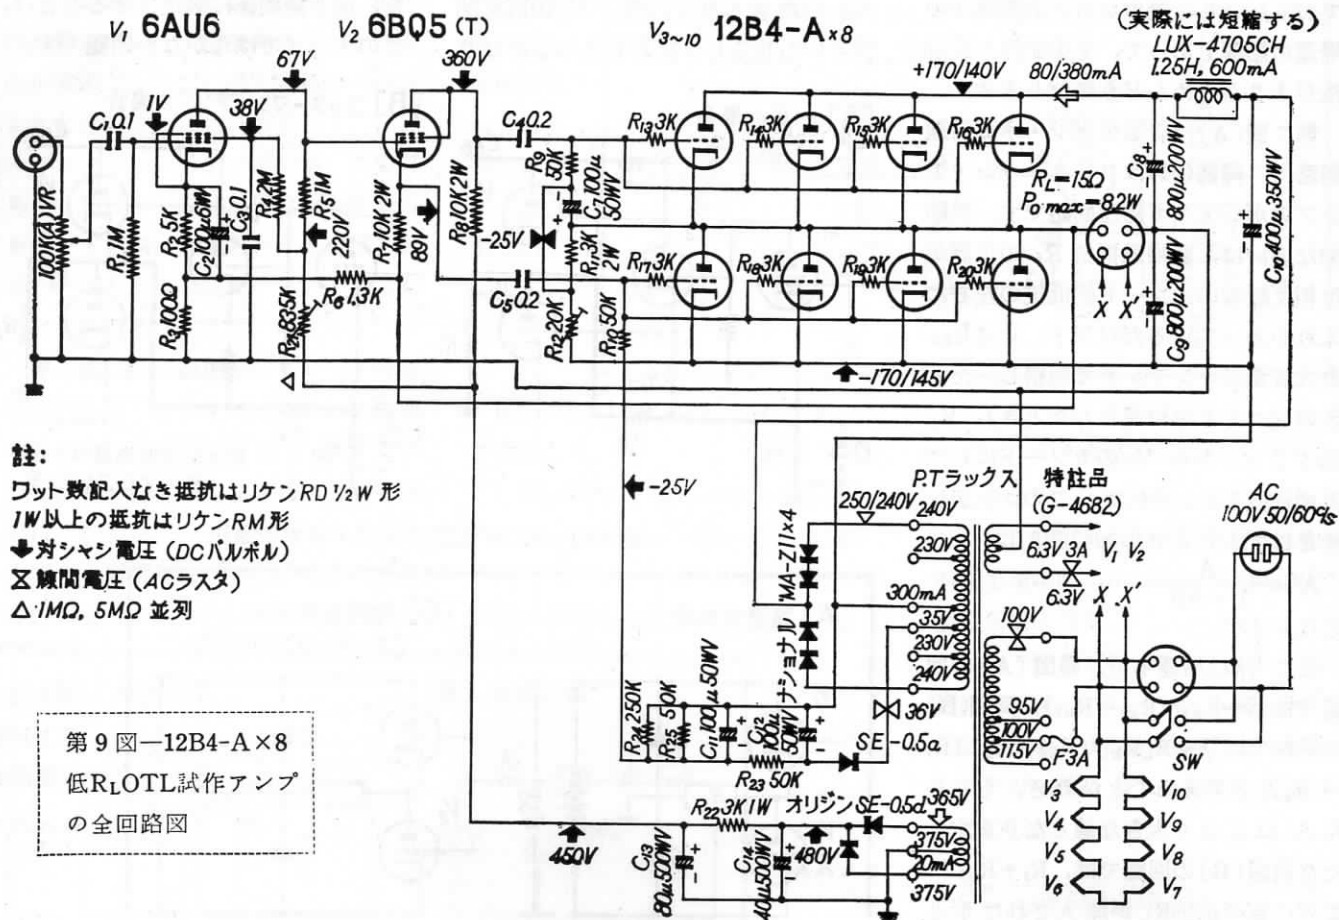 V₁ 6AU6
V₂ 6BQ5 (T)
V₃~₁₀ 12B4-A×8
(実際には短縮する)
LUX-4705CH
1.25H, 600mA
67V
360V
+170/140V
80/380mA
1V
38V
C₁ 0.1
C₄ 0.2
R₉ 50K
C₇ 100μ 50WV
R₁₃ 3K
R₁₄ 3K
R₁₅ 3K
R₁₆ 3K
C₈ 80μ 200WV
100K(A)VR
R₁ 1M
R₂ 1.5K
C₂ 100μ 6WV
C₃ 0.1
R₄ 2M
R₅ 1M
220V
R₇ 10K 2W
89V
R₈ 10K 2W
-25V
R₁₁ 3K 1W
R_L=15Ω
P₀ max=8.2W
R₁₇ 3K
R₁₈ 3K
R₁₉ 3K
R₂₀ 3K
C₁₀ 400μ 350WV
R₃ 100Ω
R₆ 1.3K
C₅ 0.2
R₁₂ 20K
R₁₀ 50K
X X'
C₉ 800μ 200WV
-170/145V
註:
ワット数記入なき抵抗はリケンRD ½W 形
1W以上の抵抗はリケンRM形
対シャシ電圧 (DCバルボル)
線間電圧 (ACラスタ)
△ 1MΩ, 5MΩ 並列
-25V
P.Tラックス 特註品
(G-4682)
AC
100V 50/60%
250/240V
240V
230V
300mA
35V
230V
240V
36V
ナショナル MA-Z11×4
6.3V 3A
V₁ V₂
6.3V
X X'
100V
95V
100V
115V
F3A
SW
R₂₄ 250K
C₁₁ 100μ 50WV
C₁₂ 100μ 50WV
R₂₃ 50K
SE-0.5a
R₂₂ 3K 1W
オリジン SE-0.5d
365V
375V
20mA
375V
450V
480V
C₁₃ 80μ 500WV
C₁₄ 40μ 500WV
V₃ V₁₀
V₄ V₉
V₅ V₈
V₆ V₇
第9図—12B4-A×8
低R_L OTL試作アンプ
の全回路図